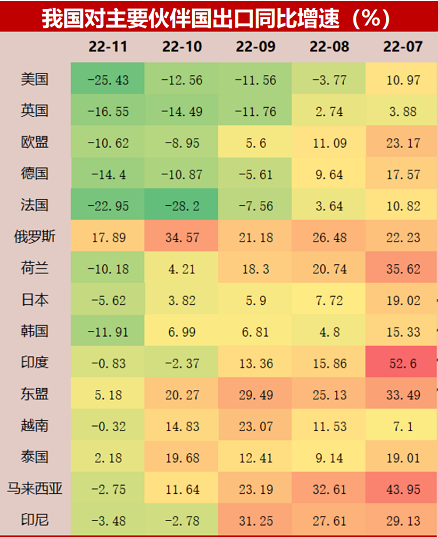 我国对主要伙伴国出口同比增速（%）
22-11 22-10 22-09 22-08 22-07
美国 -25.43 -12.56 -11.56 -3.77 10.97
英国 -16.55 -14.49 -11.76 2.74 3.88
欧盟 -10.62 -8.95 5.6 11.09 23.17
德国 -14.4 -10.87 -5.61 9.64 17.57
法国 -22.95 -28.2 -7.56 3.64 10.82
俄罗斯 17.89 34.57 21.18 26.48 22.23
荷兰 -10.18 4.21 18.3 20.74 35.62
日本 -5.62 3.82 5.9 7.72 19.02
韩国 -11.91 6.99 6.81 4.8 15.33
印度 -0.83 -2.37 13.36 15.86 52.6
东盟 5.18 20.27 29.49 25.13 33.49
越南 -0.32 14.83 23.07 11.53 7.1
泰国 2.18 19.68 12.41 9.14 19.01
马来西亚 -2.75 11.64 23.19 32.61 43.95
印尼 -3.48 -2.78 31.25 27.61 29.13